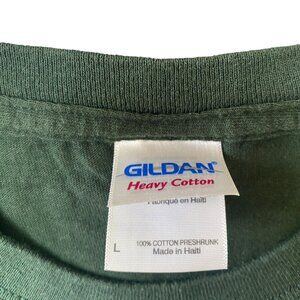 GILDAN®
Heavy Cotton
Fabriqué en Haïti
L
100% COTTON PRESHRUNK
Made in Haiti